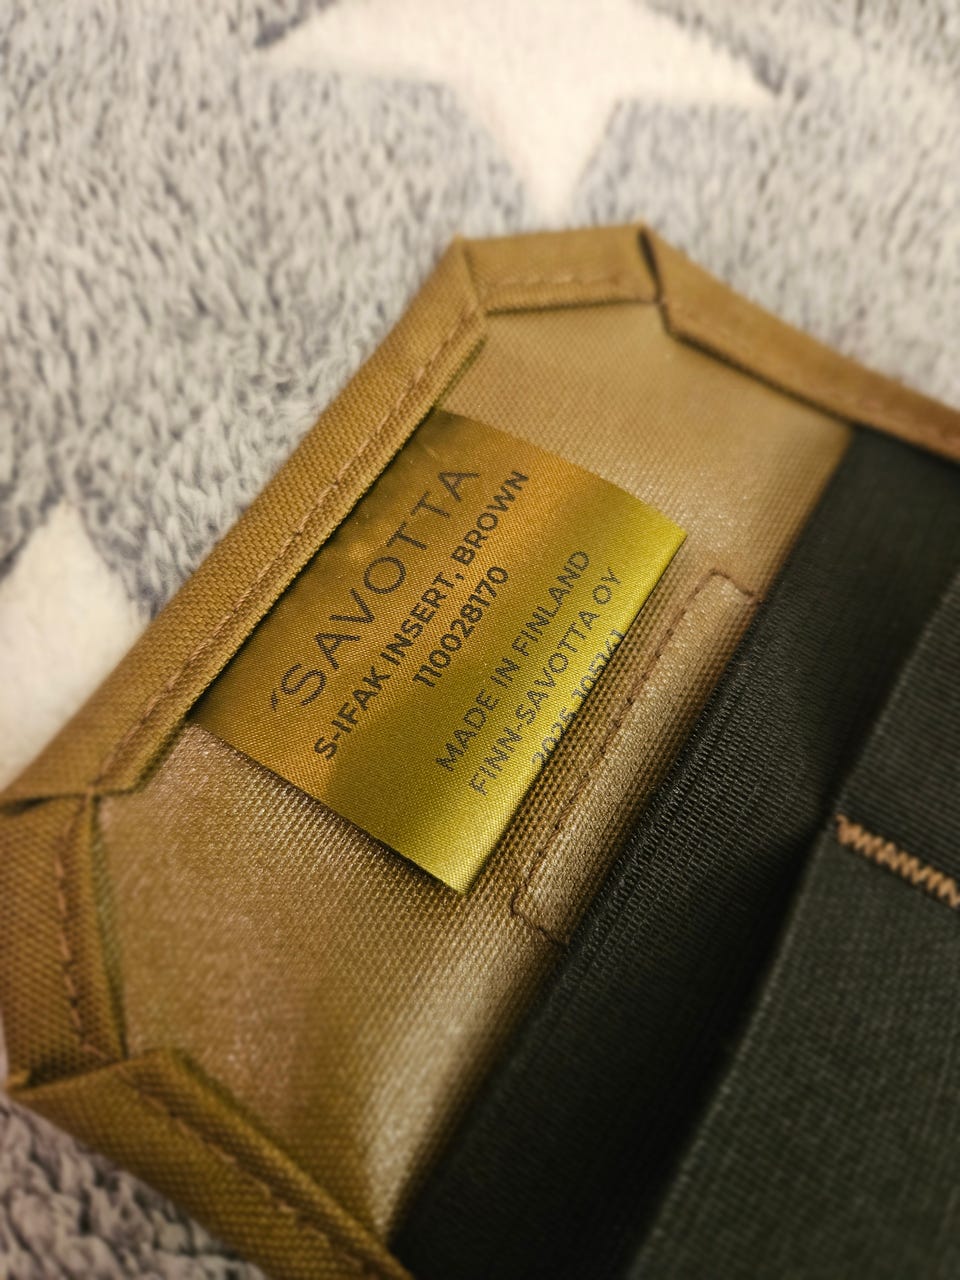 SAVOTTA
S-IFAK INSERT, BROWN
110028170
MADE IN FINLAND
FINN-SAVOTTA OY